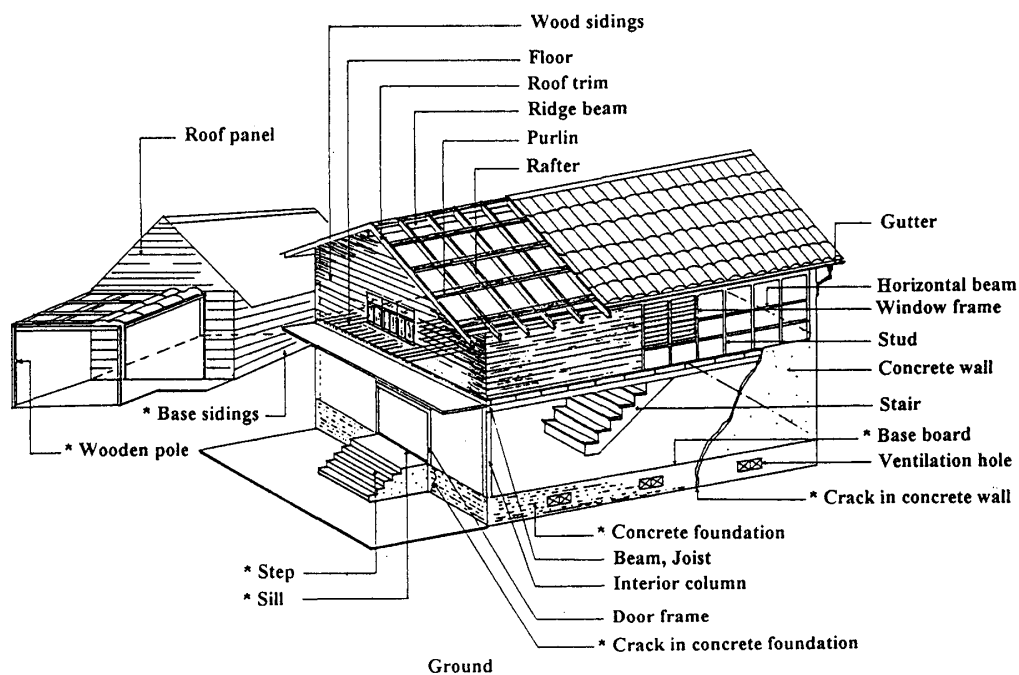 Wood sidings
Floor
Roof trim
Ridge beam
Roof panel
Purlin
Rafter
Gutter
Horizontal beam
Window frame
Stud
Concrete wall
* Base sidings
Stair
* Base board
* Wooden pole
Ventilation hole
* Crack in concrete wall
* Concrete foundation
Beam, Joist
* Step
Interior column
* Sill
Door frame
* Crack in concrete foundation
Ground